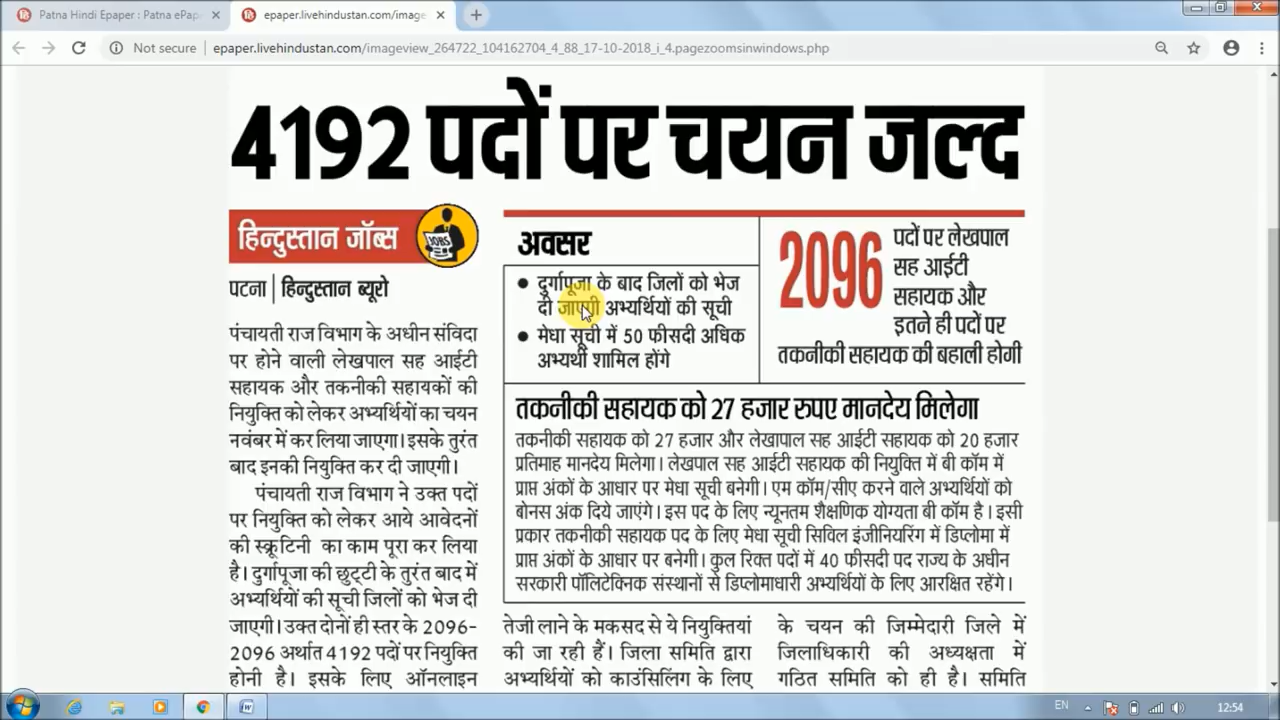 Patna Hindi Epaper : Patna ePape
epaper.livehindustan.com/image
Not secure
epaper.livehindustan.com/imageview_264722_104162704_4_88_17-10-2018_i_4.pagezoomsinwindows.php
4192 पदों पर चयन जल्द
हिन्दुस्तान जॉब्स
JOBS
पटना | हिन्दुस्तान ब्यूरो
पंचायती राज विभाग के अधीन संविदा
पर होने वाली लेखपाल सह आईटी
सहायक और तकनीकी सहायकों की
नियुक्ति को लेकर अभ्यर्थियों का चयन
नवंबर में कर लिया जाएगा। इसके तुरंत
बाद इनकी नियुक्ति कर दी जाएगी।
पंचायती राज विभाग ने उक्त पदों
पर नियुक्ति को लेकर आये आवेदनों
की स्क्रूटिनी का काम पूरा कर लिया
है। दुर्गापूजा की छुट्टी के तुरंत बाद में
अभ्यर्थियों की सूची जिलों को भेज दी
जाएगी। उक्त दोनों ही स्तर के 2096-
2096 अर्थात 4192 पदों पर नियुक्ति
होनी है। इसके लिए ऑनलाइन
अवसर
● दुर्गापूजा के बाद जिलों को भेज
दी जाएगी अभ्यर्थियों की सूची
● मेधा सूची में 50 फीसदी अधिक
अभ्यर्थी शामिल होंगे
2096 पदों पर लेखपाल
सह आईटी
सहायक और
इतने ही पदों पर
तकनीकी सहायक की बहाली होगी
तकनीकी सहायक को 27 हजार रुपए मानदेय मिलेगा
तकनीकी सहायक को 27 हजार और लेखापाल सह आईटी सहायक को 20 हजार
प्रतिमाह मानदेय मिलेगा। लेखपाल सह आईटी सहायक की नियुक्ति में बी कॉम में
प्राप्त अंकों के आधार पर मेधा सूची बनेगी। एम कॉम/सीए करने वाले अभ्यर्थियों को
बोनस अंक दिये जाएंगे। इस पद के लिए न्यूनतम शैक्षणिक योग्यता बी कॉम है। इसी
प्रकार तकनीकी सहायक पद के लिए मेधा सूची सिविल इंजीनियरिंग में डिप्लोमा में
प्राप्त अंकों के आधार पर बनेगी। कुल रिक्त पदों में 40 फीसदी पद राज्य के अधीन
सरकारी पॉलिटेक्निक संस्थानों से डिप्लोमाधारी अभ्यर्थियों के लिए आरक्षित रहेंगे।
तेजी लाने के मकसद से ये नियुक्तियां
की जा रही हैं। जिला समिति द्वारा
अभ्यर्थियों को काउंसिलिंग के लिए
के चयन की जिम्मेदारी जिले में
जिलाधिकारी की अध्यक्षता में
गठित समिति को ही है। समिति
EN
12:54